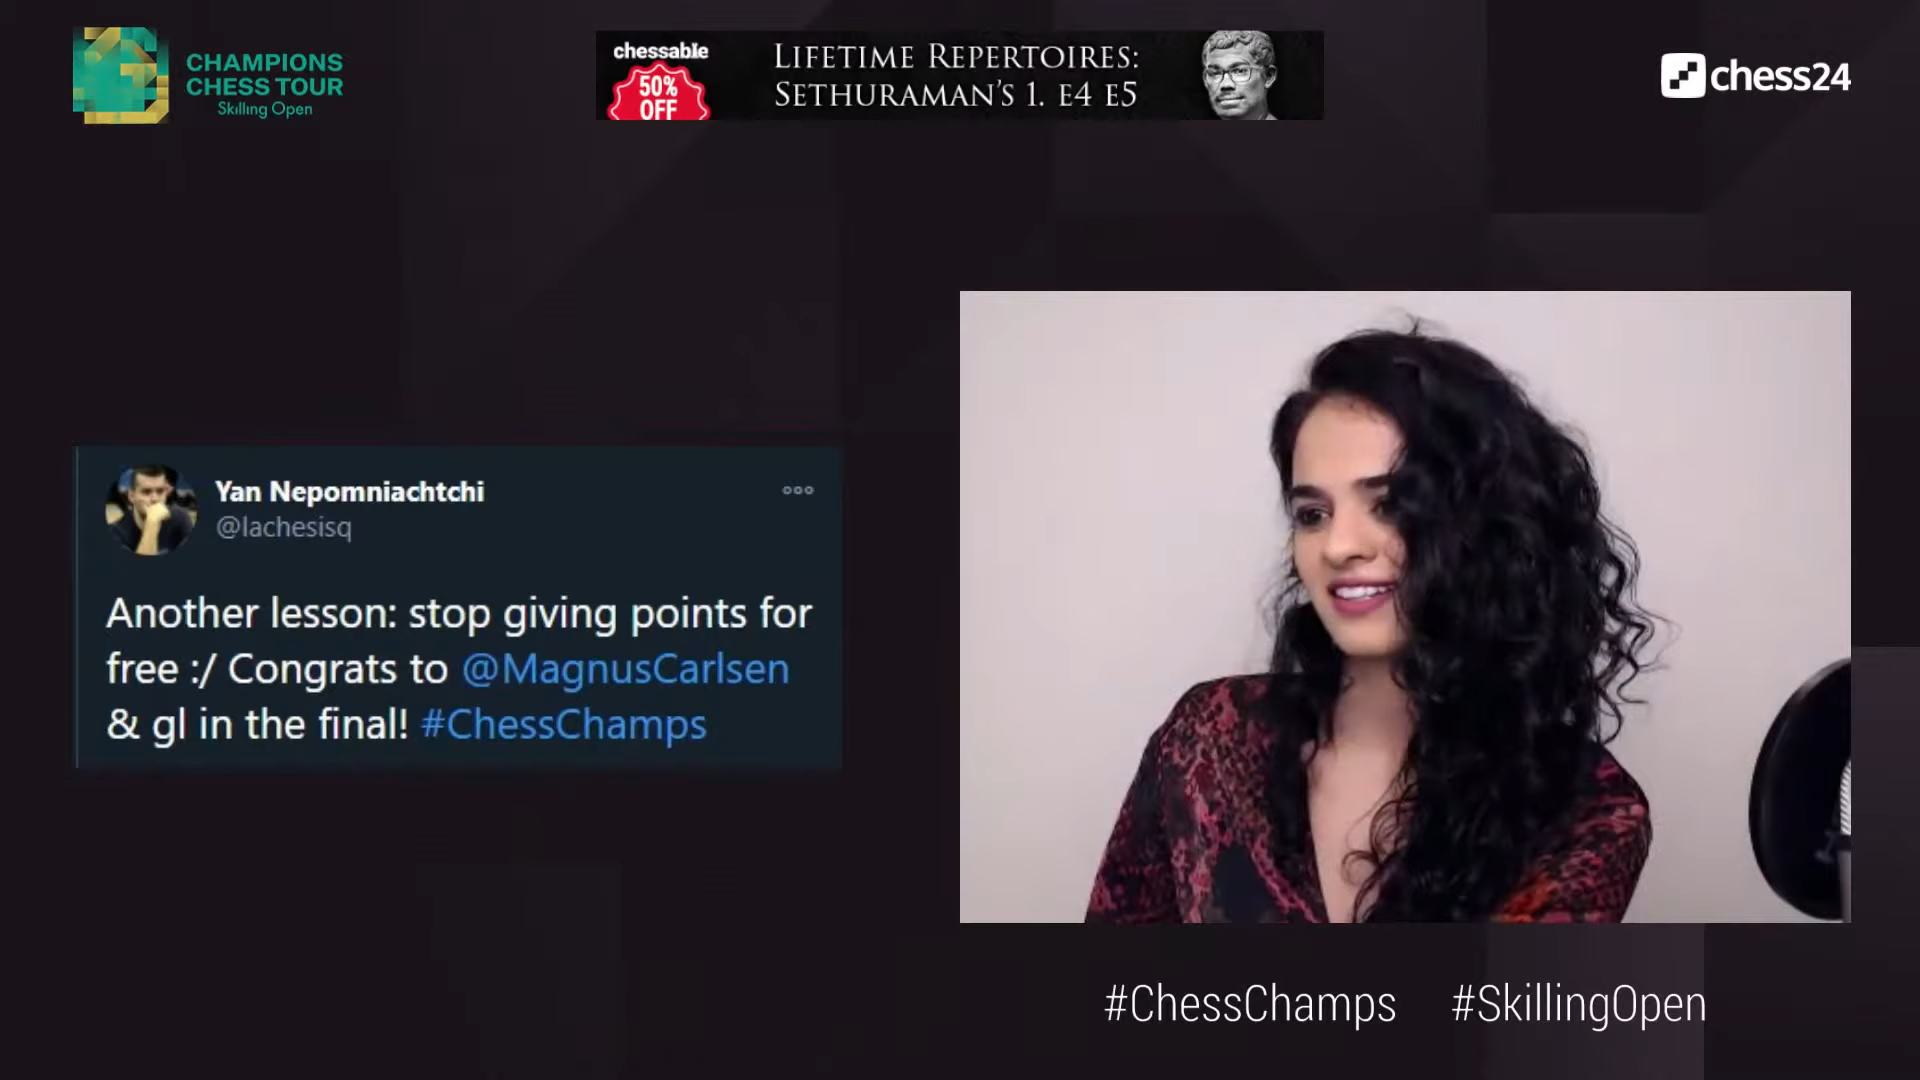 CHAMPIONS
CHESS TOUR
Skilling Open
chessable
50%
OFF
LIFETIME REPERTOIRES:
SETHURAMAN'S 1. E4 E5
chess24
Yan Nepomniachtchi
@lachesisq
Another lesson: stop giving points for
free :/ Congrats to @MagnusCarlsen
& gl in the final! #ChessChamps
#ChessChamps #SkillingOpen